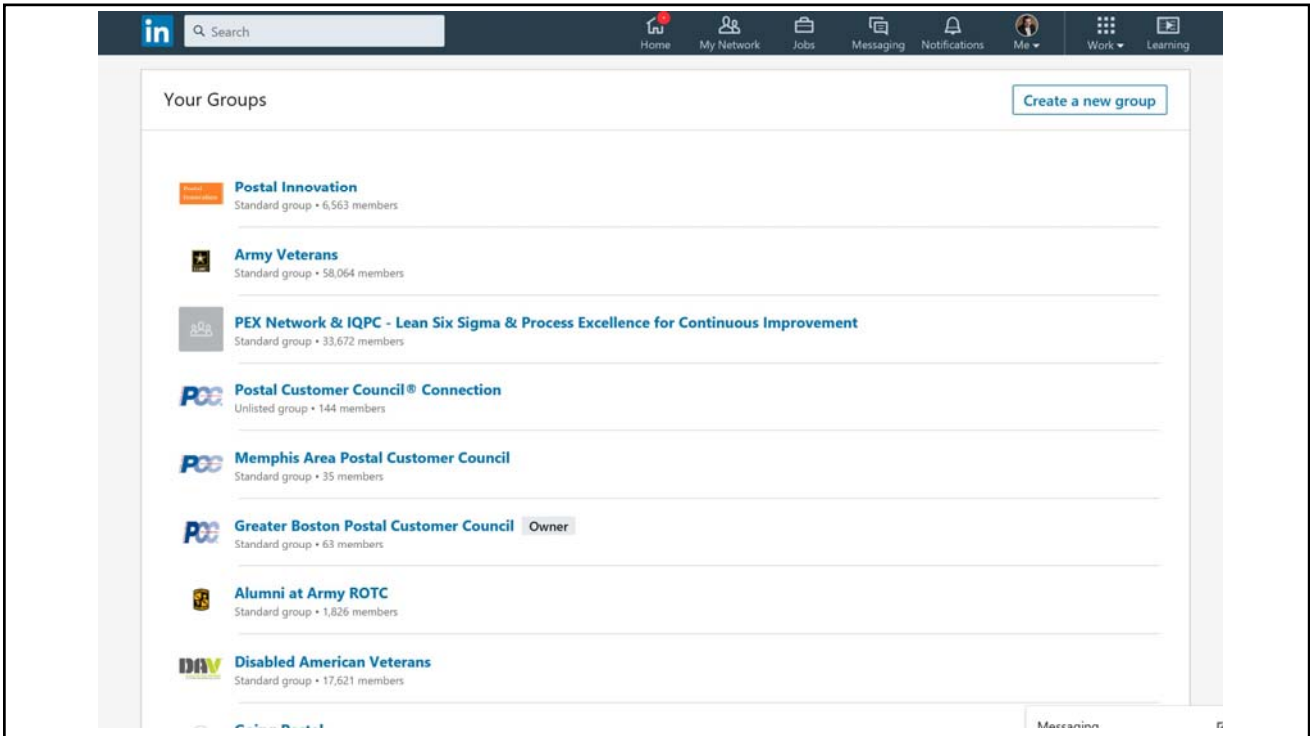 in Search Home My Network Jobs Messaging Notifications Me Work Learning
Your Groups Create a new group
Postal Innovation
Standard group • 6,563 members
Army Veterans
Standard group • 58,064 members
PEX Network & IQPC - Lean Six Sigma & Process Excellence for Continuous Improvement
Standard group • 33,672 members
PCC Postal Customer Council® Connection
Unlisted group • 144 members
PCC Memphis Area Postal Customer Council
Standard group • 35 members
PCC Greater Boston Postal Customer Council Owner
Standard group • 63 members
Alumni at Army ROTC
Standard group • 1,826 members
DAV Disabled American Veterans
Standard group • 17,621 members
Going Postal
Messaging